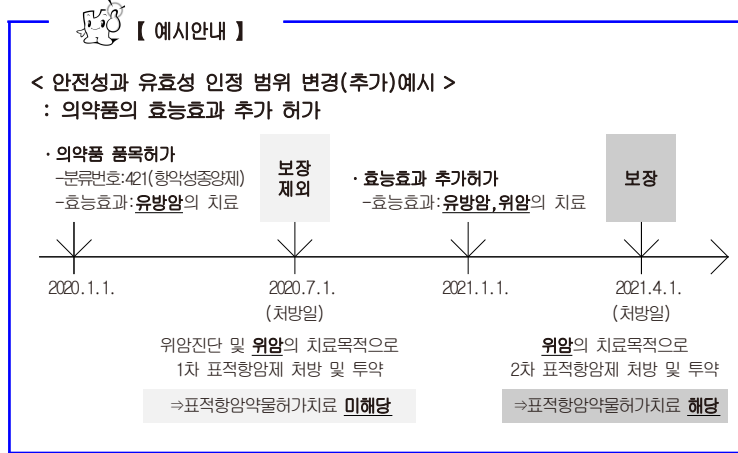 【 예시안내 】
< 안전성과 유효성 인정 범위 변경(추가)예시 >
: 의약품의 효능효과 추가 허가
· 의약품 품목허가
-분류번호:421(항악성종양제)
-효능효과:유방암의 치료
보장
제외
· 효능효과 추가허가
-효능효과:유방암,위암의 치료
보장
2020.1.1.
2020.7.1.
(처방일)
2021.1.1.
2021.4.1.
(처방일)
위암진단 및 위암의 치료목적으로
1차 표적항암제 처방 및 투약
⇒표적항암약물허가치료 미해당
위암의 치료목적으로
2차 표적항암제 처방 및 투약
⇒표적항암약물허가치료 해당